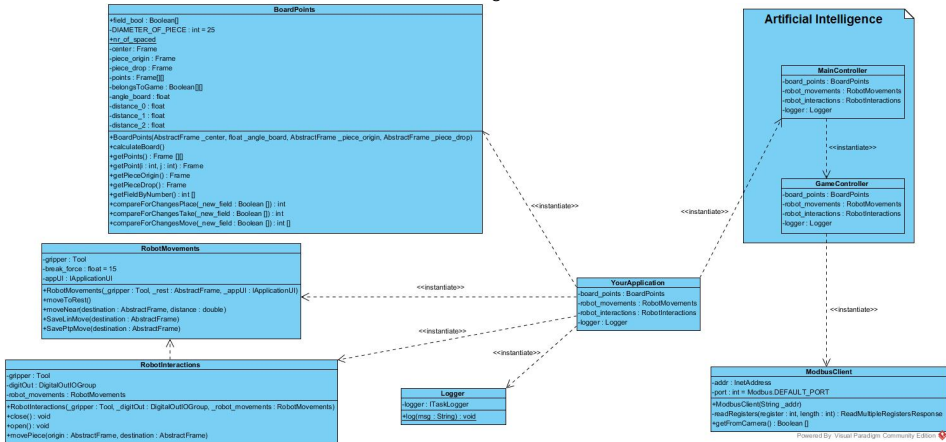 BoardPoints
+field_bool : Boolean[]
-DIAMETER_OF_PIECE : int = 25
+nr_of_spaced
-center : Frame
-piece_origin : Frame
-piece_drop : Frame
-points : Frame[][]
-belongsToGame : Boolean[][]
-angle_board : float
-distance_0 : float
-distance_1 : float
-distance_2 : float
+BoardPoints(AbstractFrame _center, float _angle_board, AbstractFrame _piece_origin, AbstractFrame _piece_drop)
+calculateBoard()
+getPoints() : Frame [][]
+getPoint(i : int, j : int) : Frame
+getPieceOrigin() : Frame
+getPieceDrop() : Frame
+getFieldByNumber() : int []
+compareForChangesPlace(_new_field : Boolean []) : int
+compareForChangesTake(_new_field : Boolean []) : int
+compareForChangesMove(_new_field : Boolean []) : int []
Artificial Intelligence
MainController
-board_points : BoardPoints
-robot_movements : RobotMovements
-robot_interactions : RobotInteractions
-logger : Logger
<<instantiate>>
GameController
-board_points : BoardPoints
-robot_movements : RobotMovements
-robot_interactions : RobotInteractions
-logger : Logger
<<instantiate>>
<<instantiate>>
RobotMovements
-gripper : Tool
-break_force : float = 15
-appUI : IApplicationUI
+RobotMovements(_gripper : Tool, _rest : AbstractFrame, _appUI : IApplicationUI)
+moveToRest()
+moveNear(destination : AbstractFrame, distance : double)
+SaveLinMove(destination : AbstractFrame)
+SavePtpMove(destination : AbstractFrame)
<<instantiate>>
YourApplication
-board_points : BoardPoints
-robot_movements : RobotMovements
-robot_interactions : RobotInteractions
-logger : Logger
<<instantiate>>
<<instantiate>>
<<instantiate>>
RobotInteractions
-gripper : Tool
-digitOut : DigitalOutIOGroup
-robot_movements : RobotMovements
+RobotInteractions(_gripper : Tool, _digitOut : DigitalOutIOGroup, _robot_movements : RobotMovements)
+close() : void
+open() : void
+movePiece(origin : AbstractFrame, destination : AbstractFrame)
Logger
-logger : ITaskLogger
+log(msg : String) : void
ModbusClient
-addr : InetAddress
-port : int = Modbus.DEFAULT_PORT
+ModbusClient(String _addr)
-readRegisters(register : int, length : int) : ReadMultipleRegistersResponse
+getFromCamera() : Boolean []
Powered By Visual Paradigm Community Edition